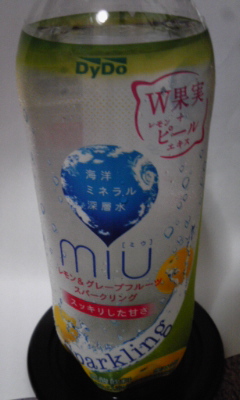 DyDo
W果実
レモン
+
ピール
エキス
海洋
ミネラル
深層水
miu
[ミウ]
レモン&グレープフルーツ
スパークリング
スッキリした甘さ
Sparkling